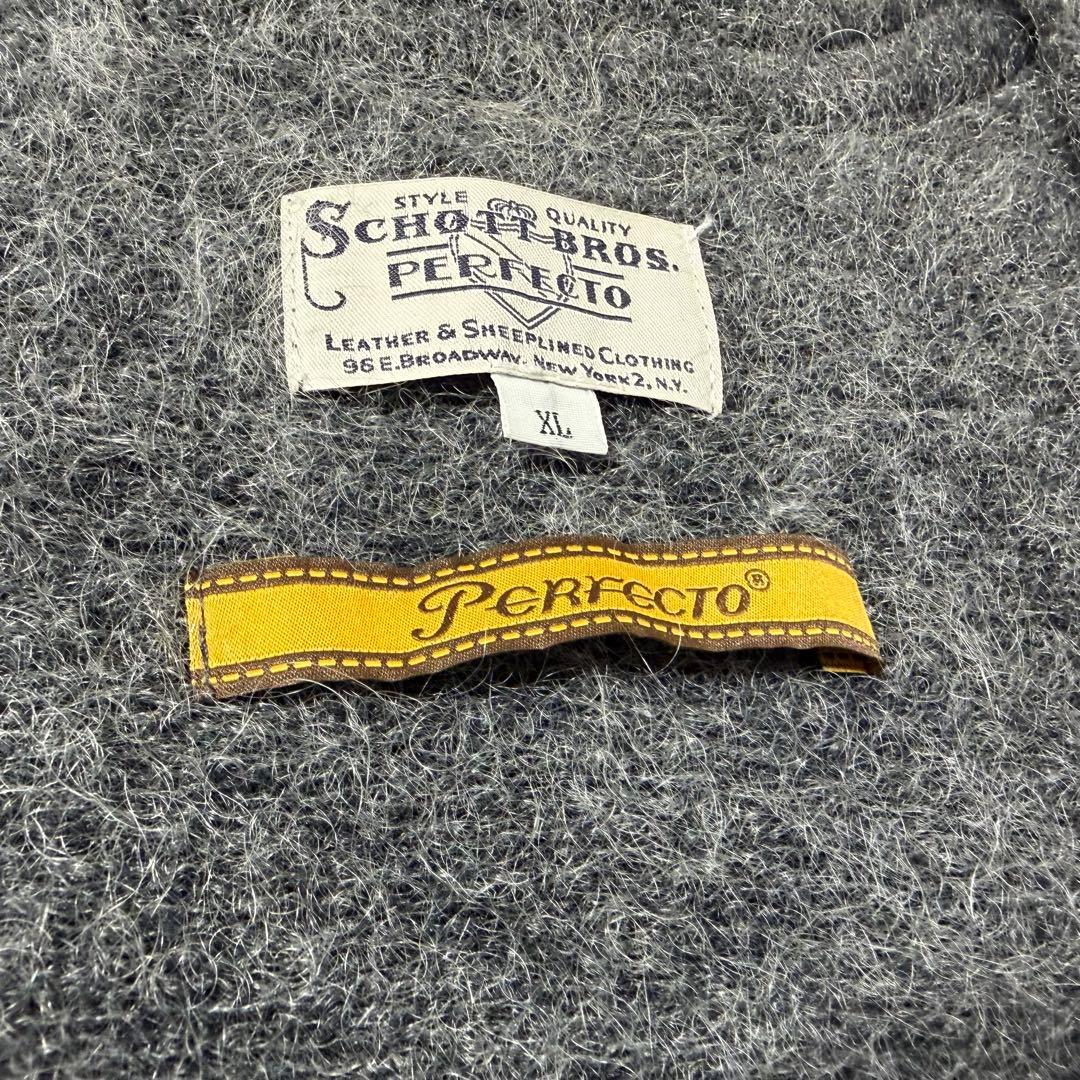 STYLE QUALITY
SCHOTT BROS.
PERFECTO
LEATHER & SHEEPLINED CLOTHING
96 E. BROADWAY. NEW YORK 2, N.Y.
XL
PERFECTO®